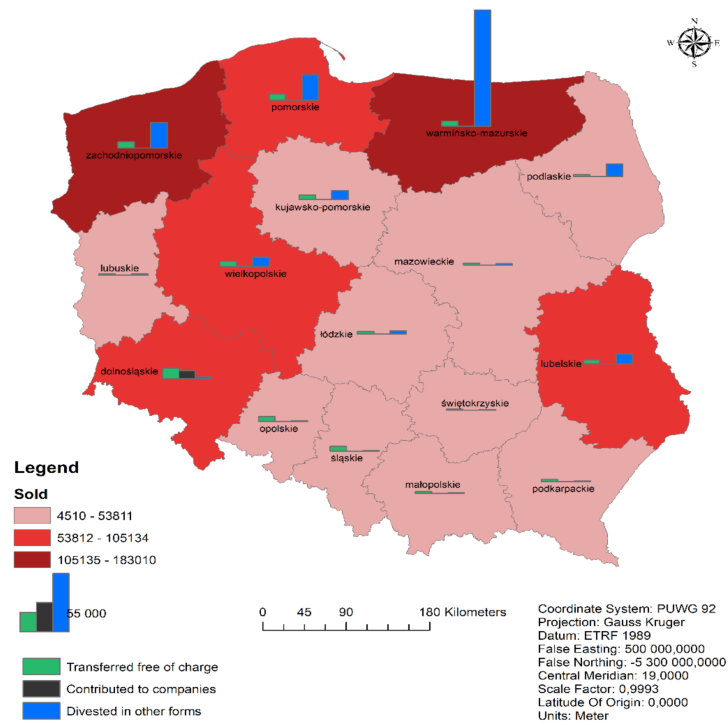 N
W E
S
pomorskie
warmińsko-mazurskie
zachodniopomorskie
podlaskie
kujawsko-pomorskie
mazowieckie
lubuskie
wielkopolskie
łódzkie
lubelskie
dolnośląskie
świętokrzyskie
opolskie
śląskie
małopolskie
podkarpackie
Legend
Sold
4510 - 53811
53812 - 105134
105135 - 183010
55 000
Transferred free of charge
Contributed to companies
Divested in other forms
0 45 90 180 Kilometers
Coordinate System: PUWG 92
Projection: Gauss Kruger
Datum: ETRF 1989
False Easting: 500 000,0000
False Northing: -5 300 000,0000
Central Meridian: 19,0000
Scale Factor: 0,9993
Latitude Of Origin: 0,0000
Units: Meter